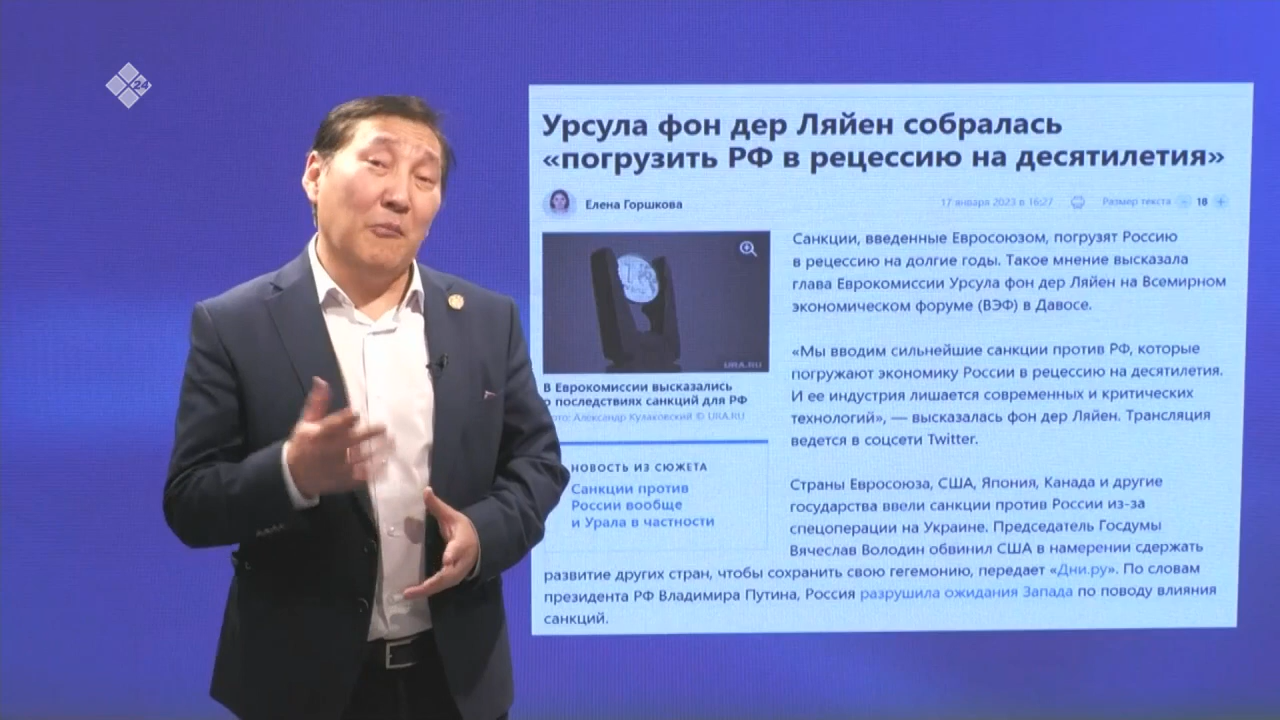 Х24
Урсула фон дер Ляйен собралась
«погрузить РФ в рецессию на десятилетия»
Елена Горшкова
17 января 2023 в 16:27
Размер текста - 18 +
URA.RU
В Еврокомиссии высказались
о последствиях санкций для РФ
Фото: Александр Кулаковский © URA.RU
НОВОСТЬ ИЗ СЮЖЕТА
Санкции против
России вообще
и Урала в частности
Санкции, введенные Евросоюзом, погрузят Россию
в рецессию на долгие годы. Такое мнение высказала
глава Еврокомиссии Урсула фон дер Ляйен на Всемирном
экономическом форуме (ВЭФ) в Давосе.
«Мы вводим сильнейшие санкции против РФ, которые
погружают экономику России в рецессию на десятилетия.
И ее индустрия лишается современных и критических
технологий», — высказалась фон дер Ляйен. Трансляция
ведется в соцсети Twitter.
Страны Евросоюза, США, Япония, Канада и другие
государства ввели санкции против России из-за
спецоперации на Украине. Председатель Госдумы
Вячеслав Володин обвинил США в намерении сдержать
развитие других стран, чтобы сохранить свою гегемонию, передает «Дни.ру». По словам
президента РФ Владимира Путина, Россия разрушила ожидания Запада по поводу влияния
санкций.